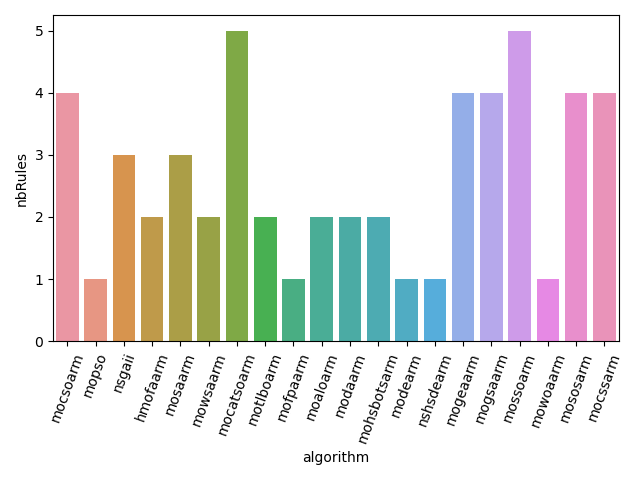 nbRules
5
4
3
2
1
0
mocsoarm
mopso
nsgaii
hmofaarm
mosaarm
mowsaarm
mocatsoarm
motlboarm
mofpaarm
moaloarm
modaarm
mohsbotsarm
modearm
nshsdearm
mogeaarm
mogsaarm
mossoarm
mowoaarm
mososarm
mocssarm
algorithm